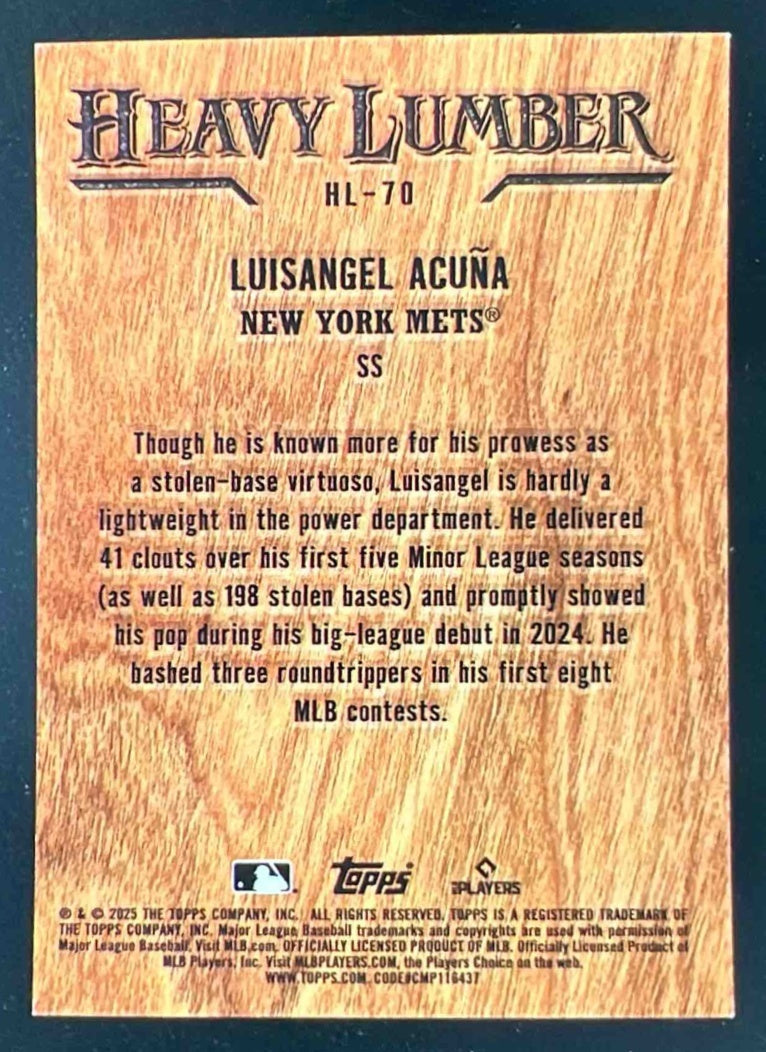 HEAVY LUMBER
HL-70
LUISANGEL ACUÑA
NEW YORK METS®
SS
Though he is known more for his prowess as
a stolen-base virtuoso, Luisangel is hardly a
lightweight in the power department. He delivered
41 clouts over his first five Minor League seasons
(as well as 198 stolen bases) and promptly showed
his pop during his big-league debut in 2024. He
bashed three roundtrippers in his first eight
MLB contests.
Topps
PLAYERS
® & © 2025 THE TOPPS COMPANY, INC. ALL RIGHTS RESERVED. TOPPS IS A REGISTERED TRADEMARK OF
THE TOPPS COMPANY, INC. Major League Baseball trademarks and copyrights are used with permission of
Major League Baseball. Visit MLB.com. OFFICIALLY LICENSED PRODUCT OF MLB. Officially Licensed Product of
MLB Players, Inc. Visit MLBPLAYERS.COM, the Players Choice on the web.
WWW.TOPPS.COM. CODE#CMP116437